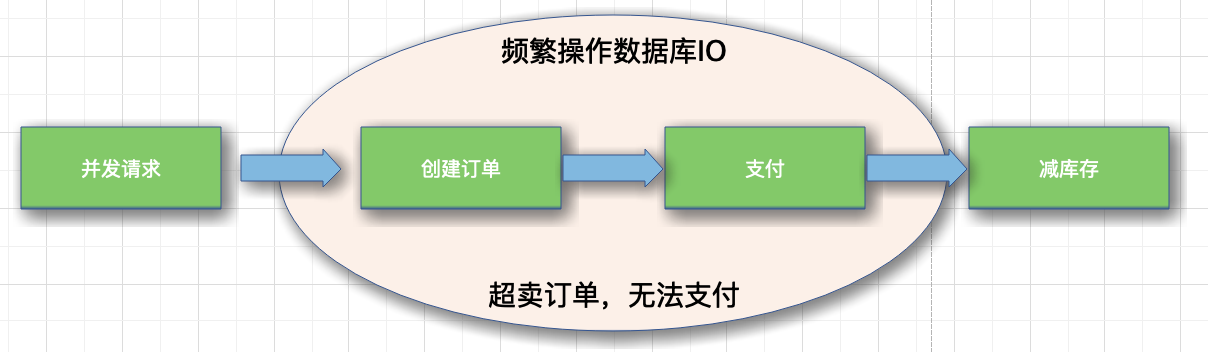 频繁操作数据库IO
并发请求
创建订单
支付
减库存
超卖订单，无法支付